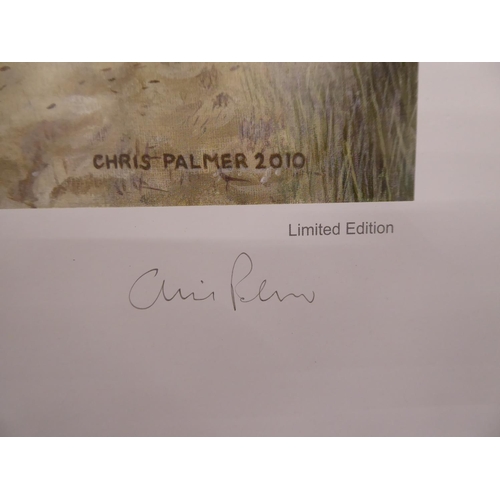 CHRIS PALMER 2010
Limited Edition
Chris Palmer